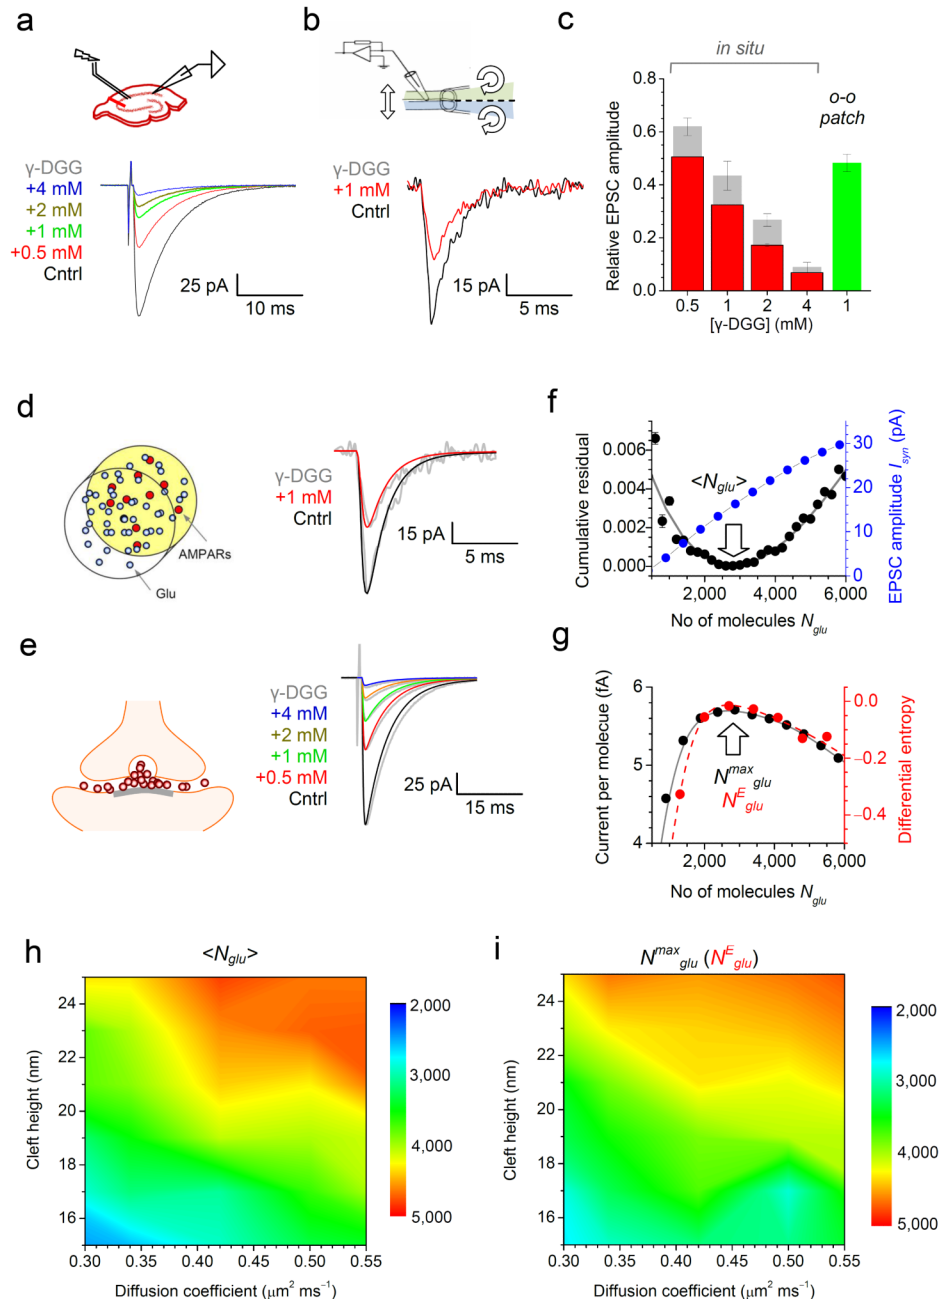 a
γ-DGG
+4 mM
+2 mM
+1 mM
+0.5 mM
Cntrl
25 pA
10 ms
b
γ-DGG
+1 mM
Cntrl
15 pA
5 ms
c
in situ
o-o
patch
Relative EPSC amplitude
0.8
0.6
0.4
0.2
0.0
0.5 1 2 4 1
[γ-DGG] (mM)
d
AMPARs
Glu
γ-DGG
+1 mM
Cntrl
15 pA
5 ms
e
γ-DGG
+4 mM
+2 mM
+1 mM
+0.5 mM
Cntrl
25 pA
15 ms
f
Cumulative residual
0.006
0.004
0.002
0.000
<Nglu>
30
20
10
0
EPSC amplitude Isyn (pA)
2,000 4,000 6,000
No of molecules Nglu
g
Current per molecue (fA)
6
5
4
N^max glu
N^E glu
0.0
−0.2
−0.4
Differential entropy
2,000 4,000 6,000
No of molecules Nglu
h
<Nglu>
Cleft height (nm)
24
22
20
18
16
0.30 0.35 0.40 0.45 0.50 0.55
Diffusion coefficient (μm² ms⁻¹)
2,000
3,000
4,000
5,000
i
N^max glu (N^E glu)
Cleft height (nm)
24
22
20
18
16
0.30 0.35 0.40 0.45 0.50 0.55
Diffusion coefficient (μm² ms⁻¹)
2,000
3,000
4,000
5,000